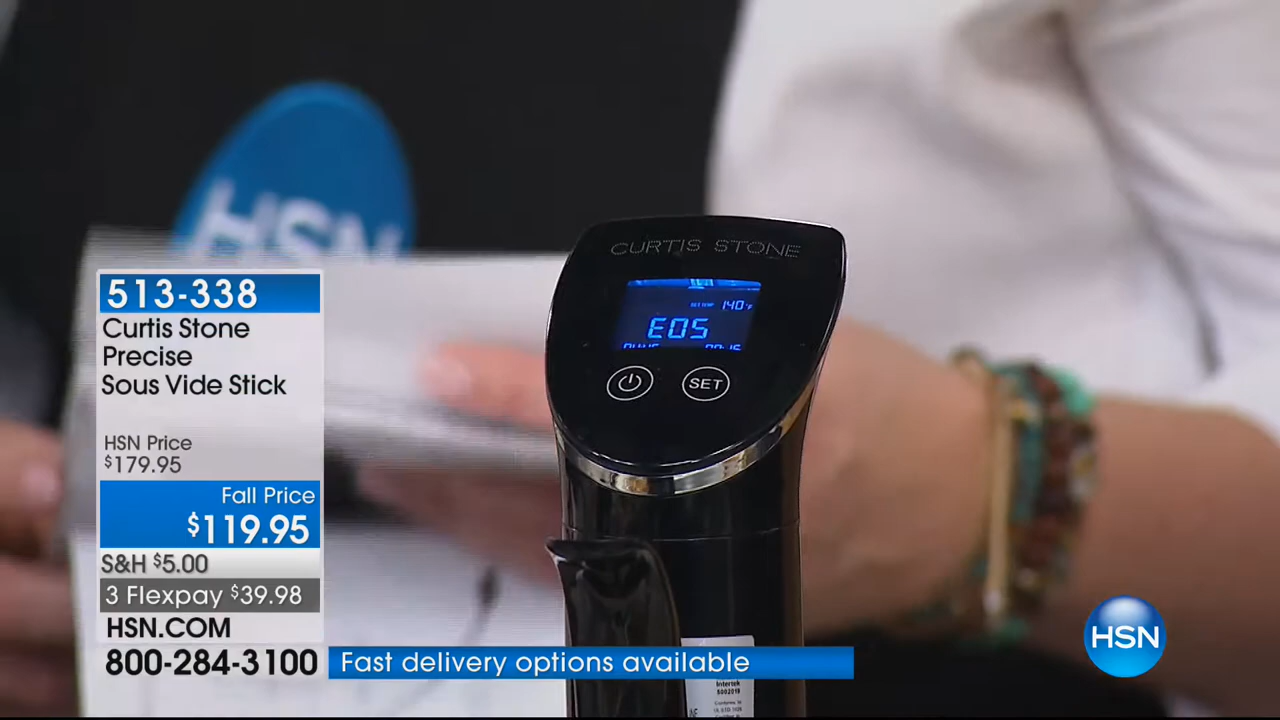 HSN
CURTIS STONE
140°F
E05
SET
513-338
Curtis Stone
Precise
Sous Vide Stick
HSN Price
$179.95
Fall Price
$119.95
S&H $5.00
3 Flexpay $39.98
HSN.COM
800-284-3100
Fast delivery options available
HSN
Intertek